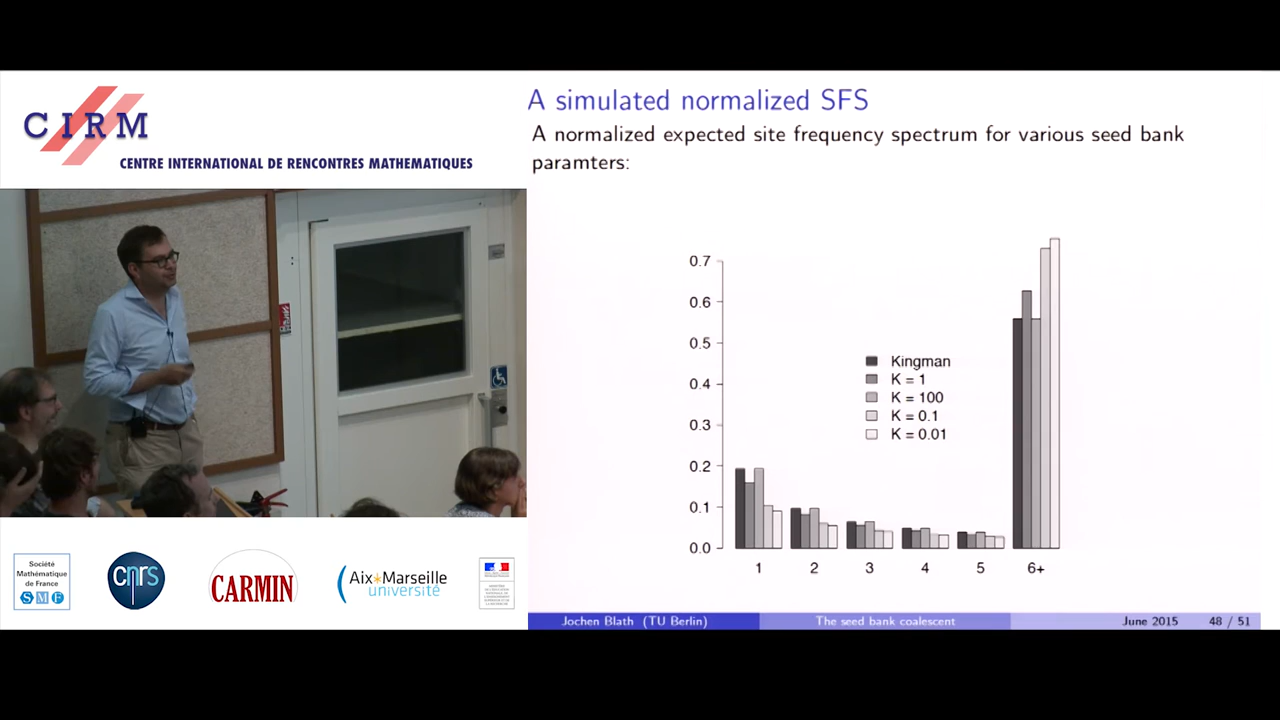 CIRM
CENTRE INTERNATIONAL DE RENCONTRES MATHEMATIQUES
A simulated normalized SFS
A normalized expected site frequency spectrum for various seed bank
paramters:
0.7
0.6
0.5
0.4
0.3
0.2
0.1
0.0
Kingman
K = 1
K = 100
K = 0.1
K = 0.01
1 2 3 4 5 6+
Société
Mathématique
de France
S M F
cnrs
CARMIN
Aix*Marseille
université
Jochen Blath (TU Berlin) The seed bank coalescent June 2015 48 / 51